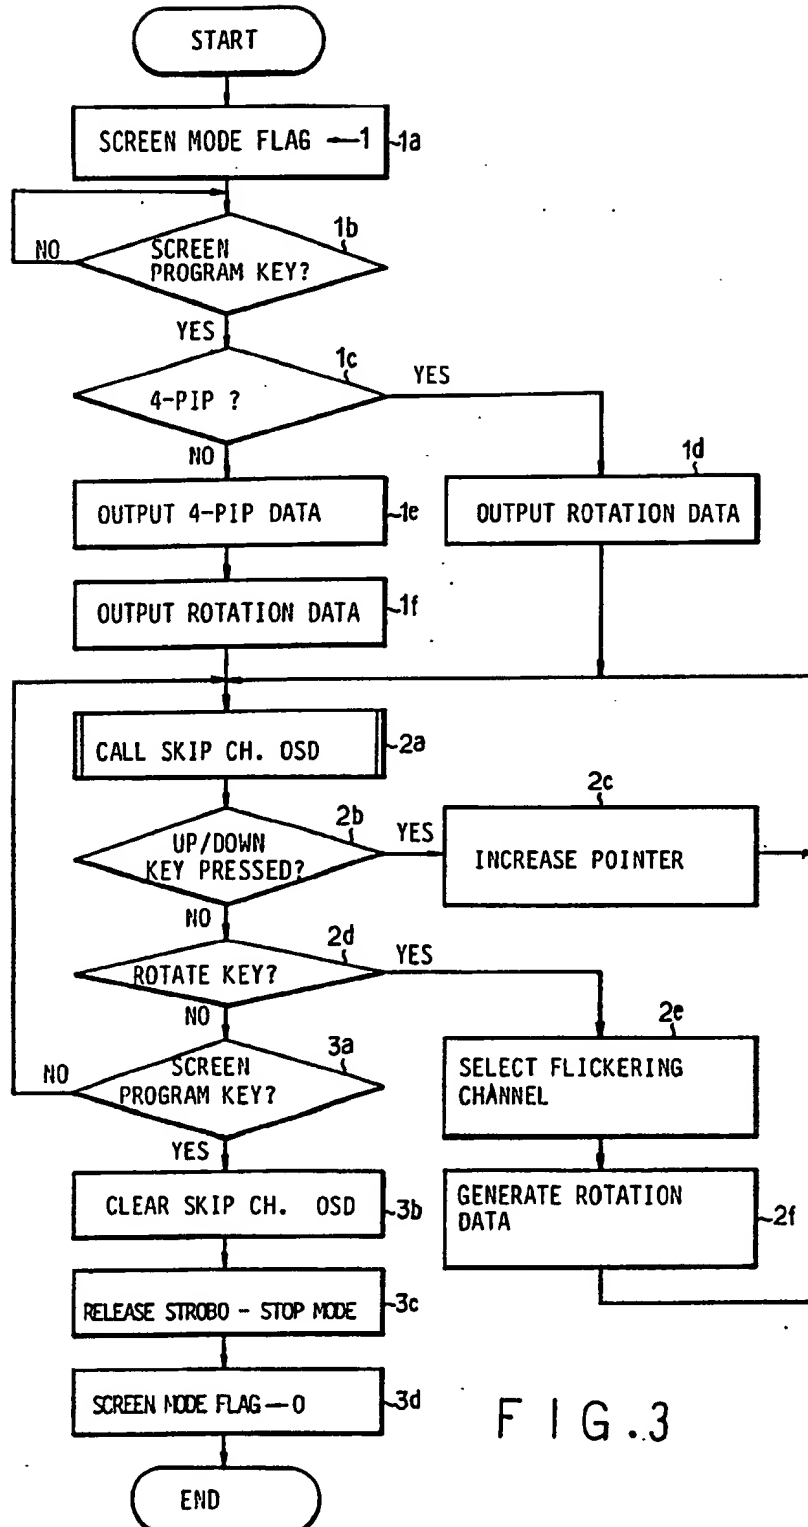 START
SCREEN MODE FLAG ←1
1a
1b
NO
SCREEN
PROGRAM KEY?
YES
1c
YES
4-PIP ?
NO
1d
OUTPUT 4-PIP DATA
1e
OUTPUT ROTATION DATA
OUTPUT ROTATION DATA
1f
CALL SKIP CH. OSD
2a
2c
2b
UP/DOWN
KEY PRESSED?
YES
INCREASE POINTER
NO
2d
YES
ROTATE KEY?
NO
2e
3a
SCREEN
PROGRAM KEY?
NO
SELECT FLICKERING
CHANNEL
YES
CLEAR SKIP CH. OSD
3b
GENERATE ROTATION
DATA
2f
RELEASE STROBO - STOP MODE
3c
SCREEN MODE FLAG — 0
3d
FIG.3
END